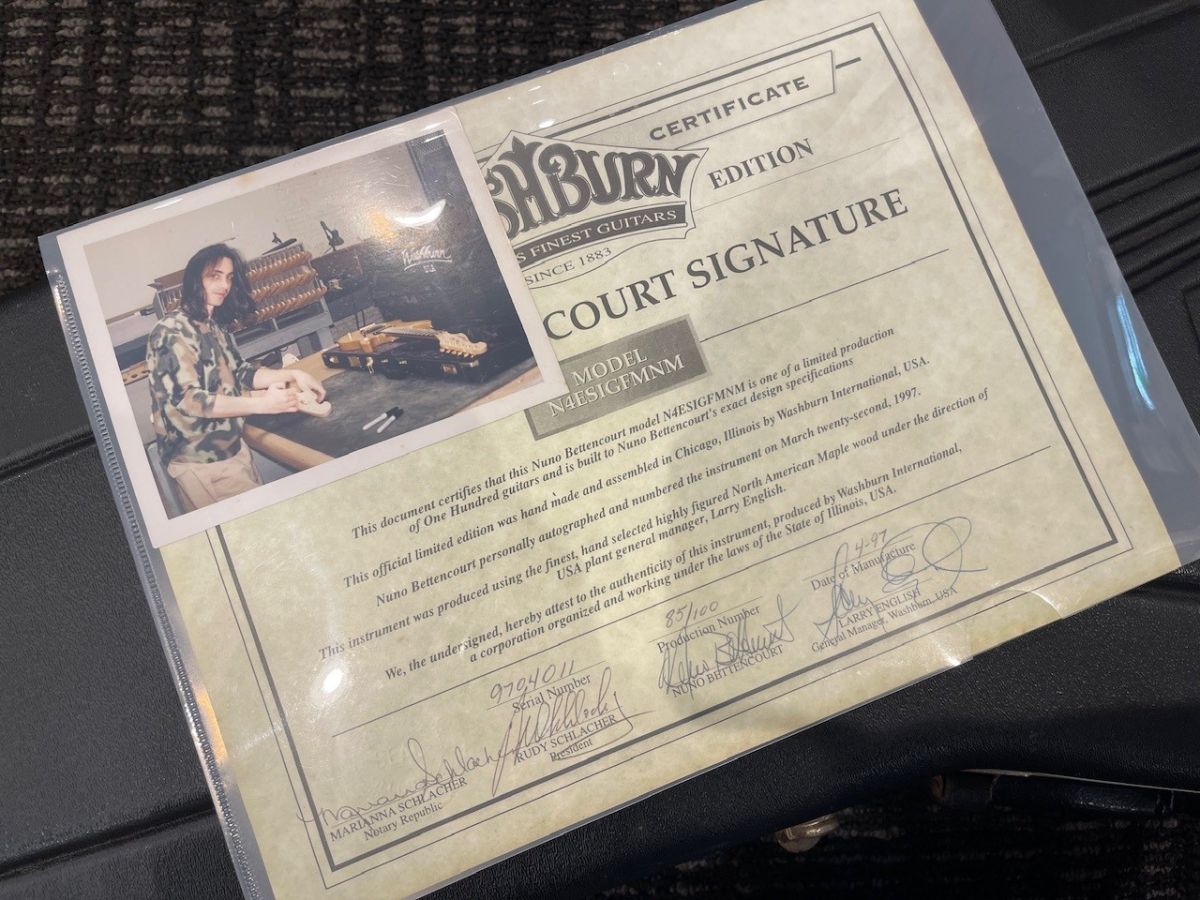 CERTIFICATE
SHBURN
S FINEST GUITARS
SINCE 1883
EDITION
COURT SIGNATURE
MODEL
N4ESIGFMNM
Washburn
USA
This document certifies that this Nuno Bettencourt model N4ESIGFMNM is one of a limited production
of One Hundred guitars and is built to Nuno Bettencourt's exact design specifications
This official limited edition was hand made and assembled in Chicago, Illinois by Washburn International, USA.
Nuno Bettencourt personally autographed and numbered the instrument on March twenty-second, 1997.
This instrument was produced using the finest, hand selected highly figured North American Maple wood under the direction of
USA plant general manager, Larry English.
We, the undersigned, hereby attest to the authenticity of this instrument, produced by Washburn International,
a corporation organized and working under the laws of the State of Illinois, USA.
9704011
Serial Number
85/100
Production Number
4-97
Date of Manufacture
Marianna Schlacher
MARIANNA SCHLACHER
Notary Republic
RUDY SCHLACHER
President
Nuno Bettencourt
NUNO BETTENCOURT
LARRY ENGLISH
General Manager, Washburn, USA